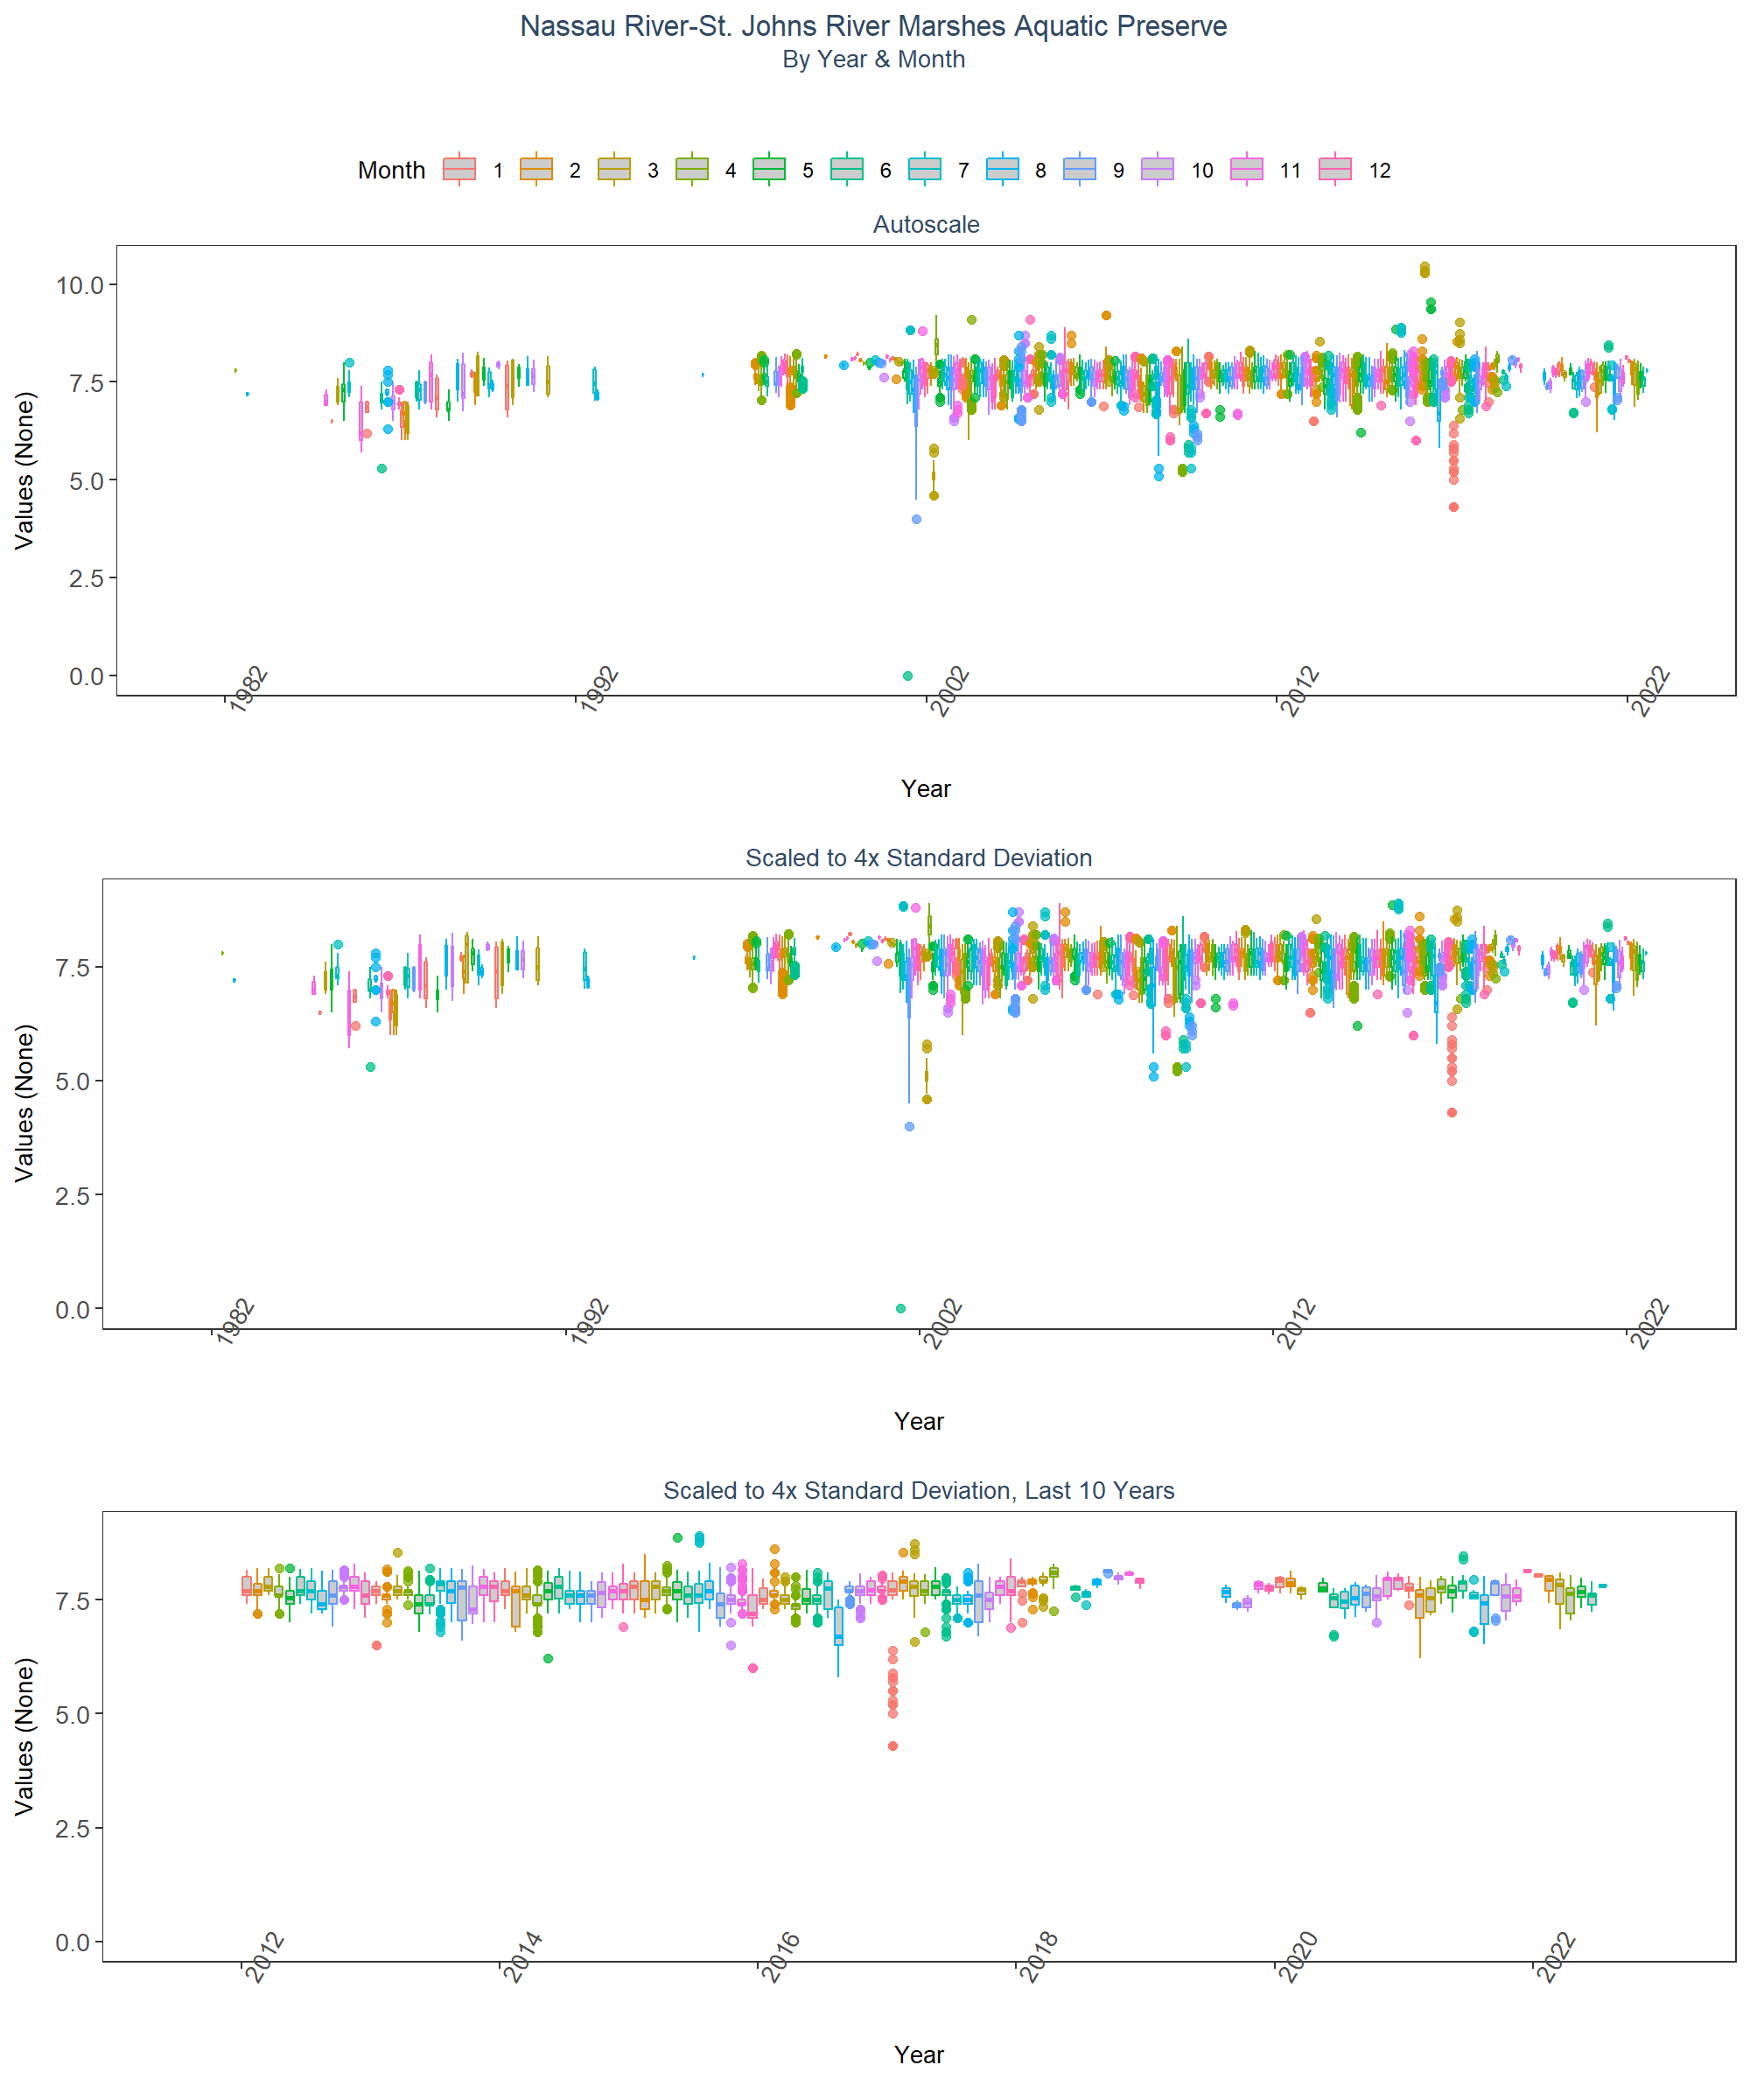 Nassau River-St. Johns River Marshes Aquatic Preserve
By Year & Month
Month 1 2 3 4 5 6 7 8 9 10 11 12
Autoscale
Values (None)
10.0
7.5
5.0
2.5
0.0
1982 1992 2002 2012 2022
Year
Scaled to 4x Standard Deviation
Values (None)
7.5
5.0
2.5
0.0
1982 1992 2002 2012 2022
Year
Scaled to 4x Standard Deviation, Last 10 Years
Values (None)
7.5
5.0
2.5
0.0
2012 2014 2016 2018 2020 2022
Year